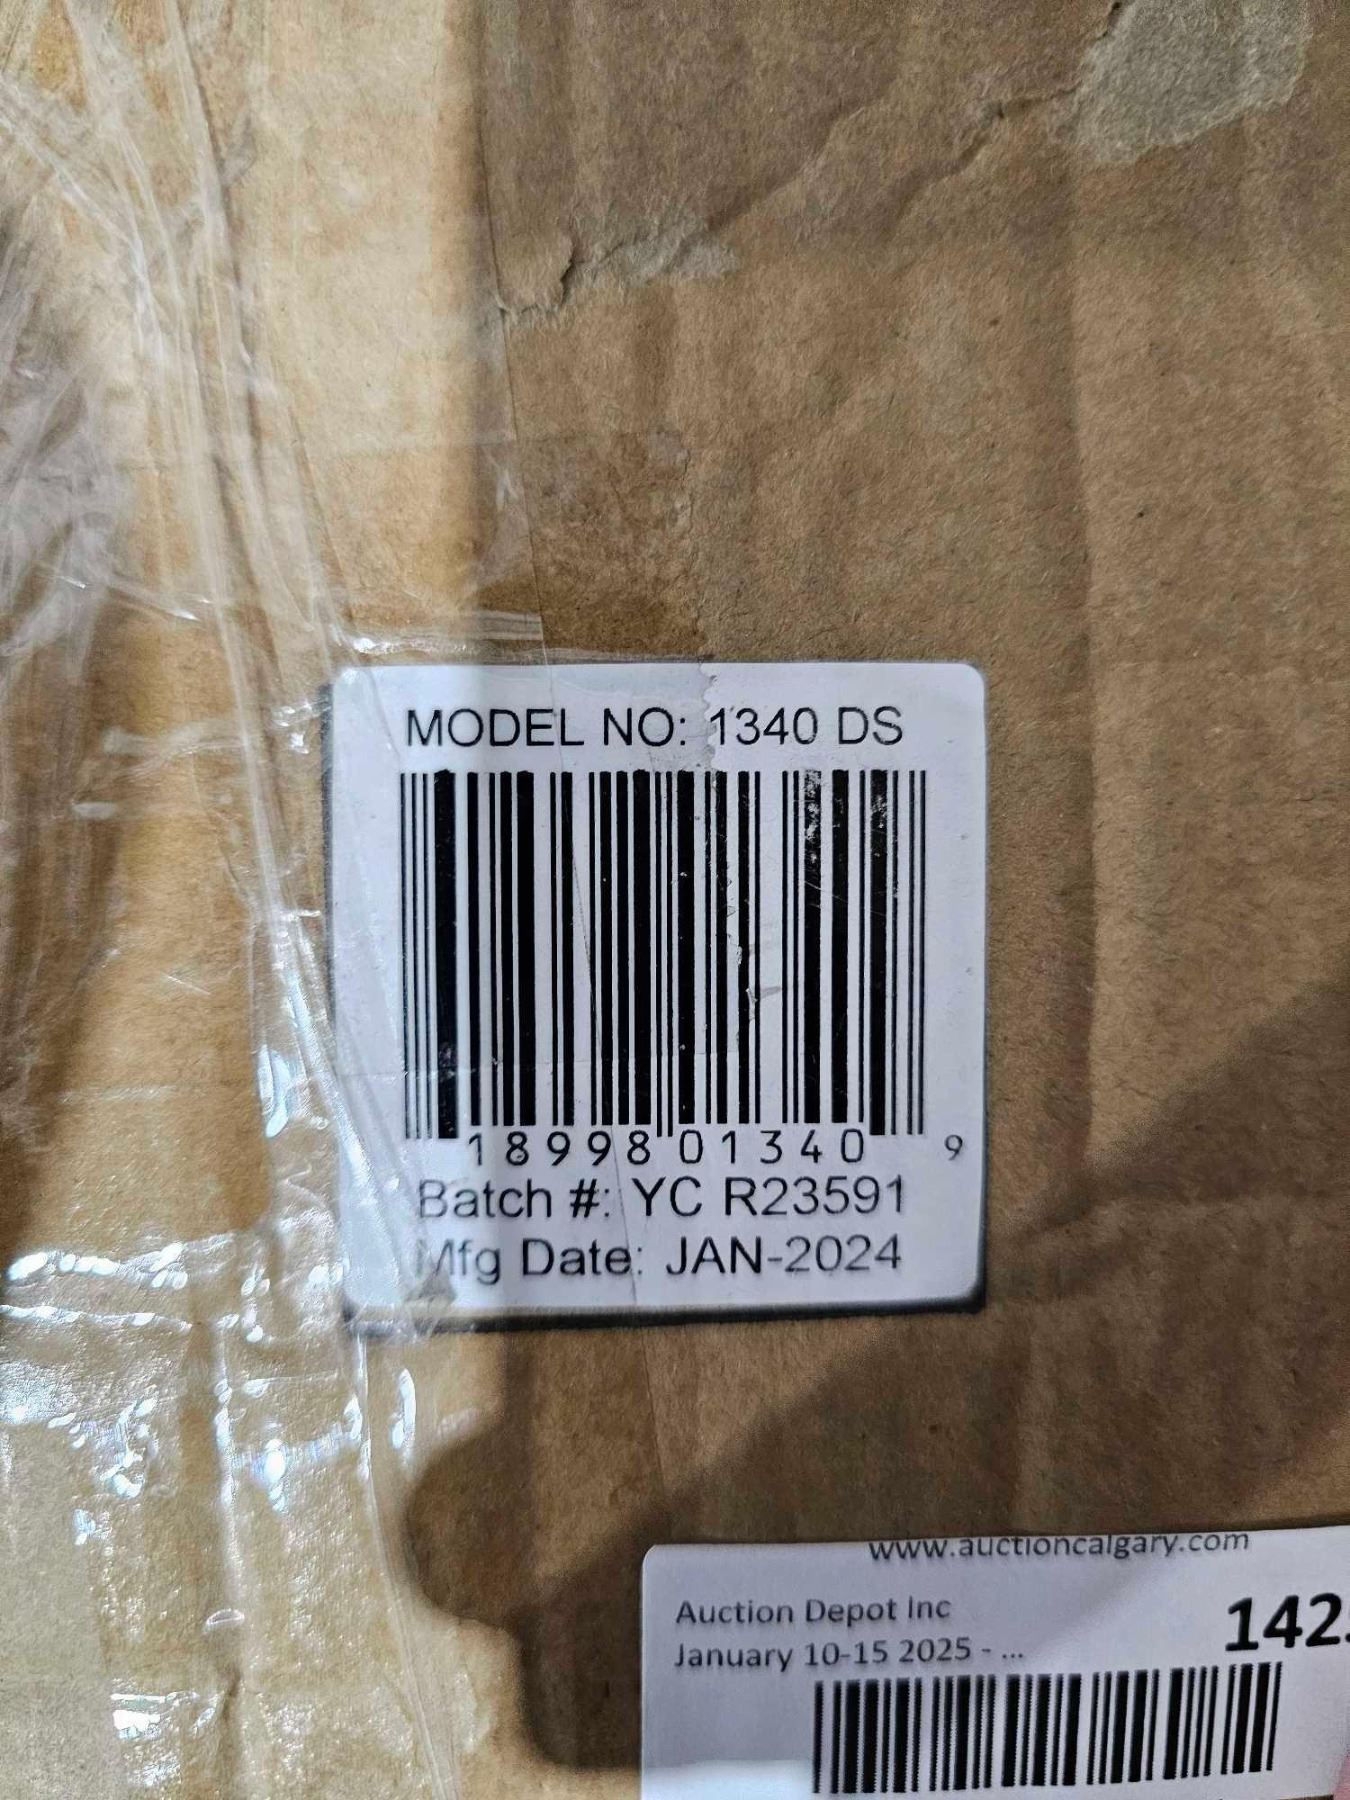 MODEL NO: 1340 DS
18998 01340 9
Batch #: YC R23591
Mfg Date: JAN-2024
www.auctioncalgary.com
Auction Depot Inc
January 10-15 2025 - ...